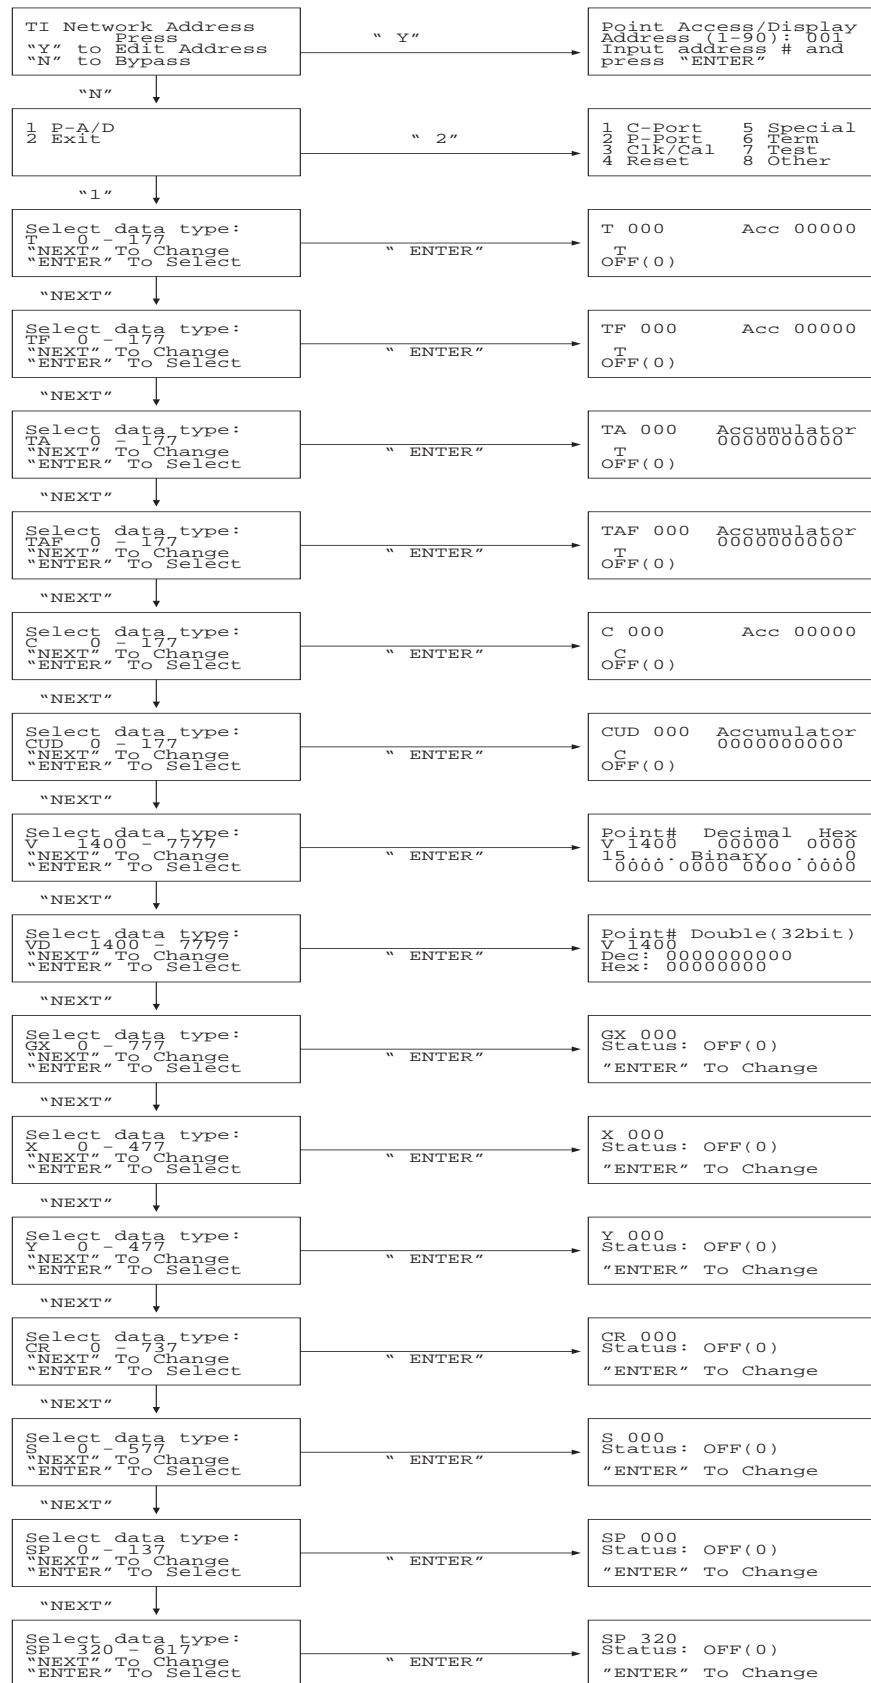 TI Network Address
Press
“Y” to Edit Address
“N” to Bypass
“ Y”
Point Access/Display
Address (1-90): 001
Input address # and
press “ENTER”
“N”
1 P-A/D
2 Exit
“ 2”
1 C-Port 5 Special
2 P-Port 6 Term
3 Clk/Cal 7 Test
4 Reset 8 Other
“1”
Select data type:
T 0 - 177
“NEXT” To Change
“ENTER” To Select
“ ENTER”
T 000 Acc 00000
T
OFF(0)
“NEXT”
Select data type:
TF 0 - 177
“NEXT” To Change
“ENTER” To Select
“ ENTER”
TF 000 Acc 00000
T
OFF(0)
“NEXT”
Select data type:
TA 0 - 177
“NEXT” To Change
“ENTER” To Select
“ ENTER”
TA 000 Accumulator
0000000000
T
OFF(0)
“NEXT”
Select data type:
TAF 0 - 177
“NEXT” To Change
“ENTER” To Select
“ ENTER”
TAF 000 Accumulator
0000000000
T
OFF(0)
“NEXT”
Select data type:
C 0 - 177
“NEXT” To Change
“ENTER” To Select
“ ENTER”
C 000 Acc 00000
C
OFF(0)
“NEXT”
Select data type:
CUD 0 - 177
“NEXT” To Change
“ENTER” To Select
“ ENTER”
CUD 000 Accumulator
0000000000
C
OFF(0)
“NEXT”
Select data type:
V 1400 - 7777
“NEXT” To Change
“ENTER” To Select
“ ENTER”
Point# Decimal Hex
V 1400 00000 0000
15.... Binary ....0
0000 0000 0000 0000
“NEXT”
Select data type:
VD 1400 - 7777
“NEXT” To Change
“ENTER” To Select
“ ENTER”
Point# Double(32bit)
V 1400
Dec: 0000000000
Hex: 00000000
“NEXT”
Select data type:
GX 0 - 777
“NEXT” To Change
“ENTER” To Select
“ ENTER”
GX 000
Status: OFF(0)
”ENTER” To Change
“NEXT”
Select data type:
X 0 - 477
“NEXT” To Change
“ENTER” To Select
“ ENTER”
X 000
Status: OFF(0)
”ENTER” To Change
“NEXT”
Select data type:
Y 0 - 477
“NEXT” To Change
“ENTER” To Select
“ ENTER”
Y 000
Status: OFF(0)
”ENTER” To Change
“NEXT”
Select data type:
CR 0 - 737
“NEXT” To Change
“ENTER” To Select
“ ENTER”
CR 000
Status: OFF(0)
”ENTER” To Change
“NEXT”
Select data type:
S 0 - 577
“NEXT” To Change
“ENTER” To Select
“ ENTER”
S 000
Status: OFF(0)
”ENTER” To Change
“NEXT”
Select data type:
SP 0 - 137
“NEXT” To Change
“ENTER” To Select
“ ENTER”
SP 000
Status: OFF(0)
”ENTER” To Change
“NEXT”
Select data type:
SP 320 - 617
“NEXT” To Change
“ENTER” To Select
“ ENTER”
SP 320
Status: OFF(0)
”ENTER” To Change